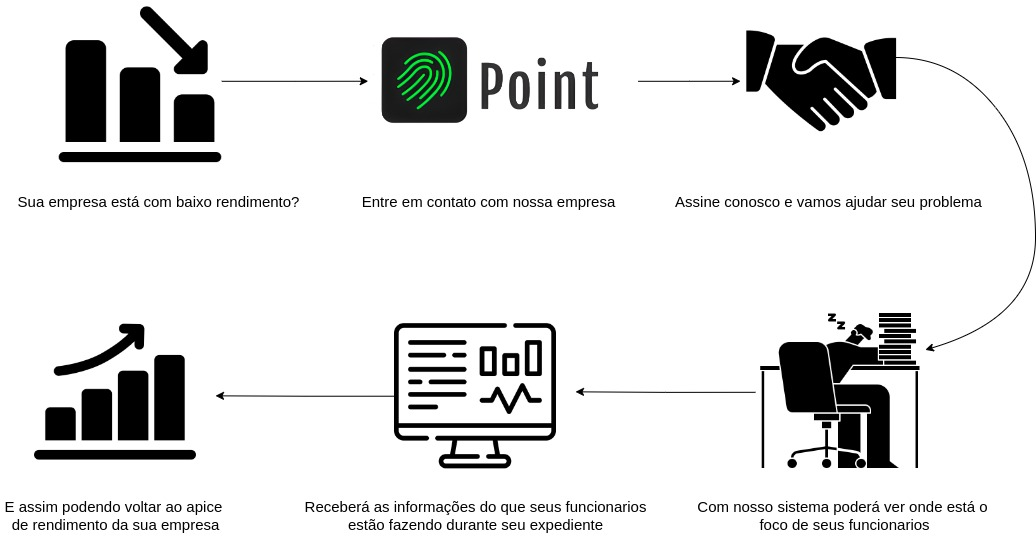 Point
Sua empresa está com baixo rendimento?
Entre em contato com nossa empresa
Assine conosco e vamos ajudar seu problema
z
z
E assim podendo voltar ao apice
de rendimento da sua empresa
Receberá as informações do que seus funcionarios
estão fazendo durante seu expediente
Com nosso sistema poderá ver onde está o
foco de seus funcionarios